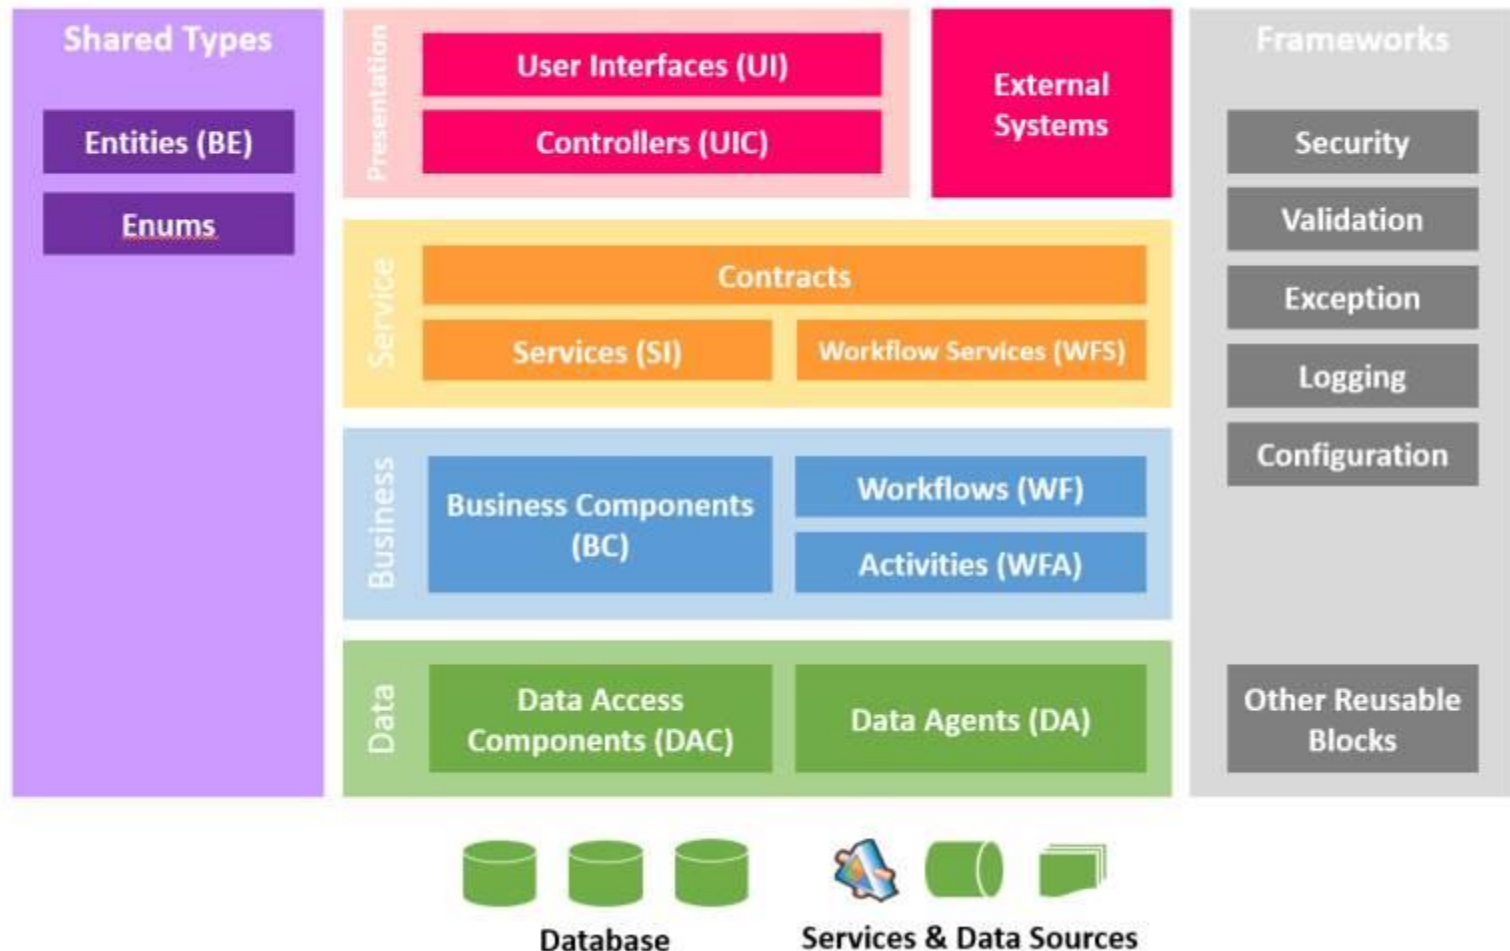 Shared Types
Entities (BE)
Enums
Presentation
User Interfaces (UI)
Controllers (UIC)
External
Systems
Service
Contracts
Services (SI)
Workflow Services (WFS)
Business
Business Components
(BC)
Workflows (WF)
Activities (WFA)
Data
Data Access
Components (DAC)
Data Agents (DA)
Frameworks
Security
Validation
Exception
Logging
Configuration
Other Reusable
Blocks
Database
Services & Data Sources